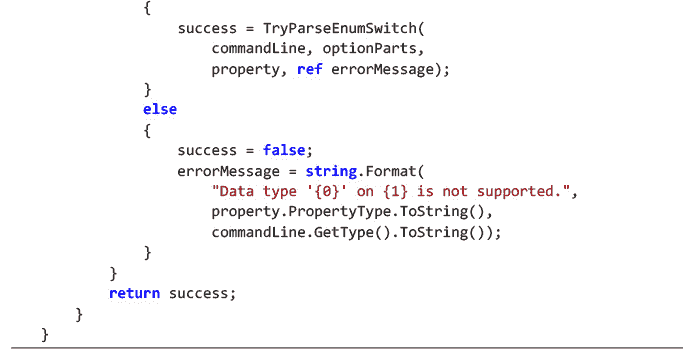 {
success = TryParseEnumSwitch(
commandLine, optionParts,
property, ref errorMessage);
}
else
{
success = false;
errorMessage = string.Format(
"Data type '{0}' on {1} is not supported.",
property.PropertyType.ToString(),
commandLine.GetType().ToString());
}
}
return success;
}
}